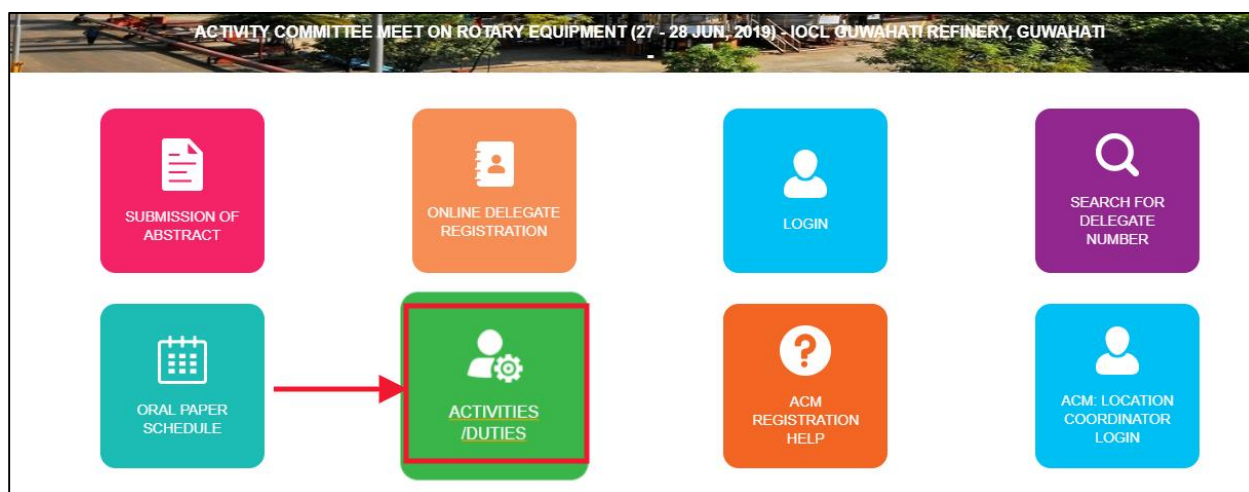 ACTIVITY COMMITTEE MEET ON ROTARY EQUIPMENT (27 - 28 JUN, 2019) - IOCL GUWAHATI REFINERY, GUWAHATI
-
SUBMISSION OF
ABSTRACT
ONLINE DELEGATE
REGISTRATION
LOGIN
SEARCH FOR
DELEGATE
NUMBER
ORAL PAPER
SCHEDULE
ACTIVITIES
/DUTIES
ACM
REGISTRATION
HELP
ACM: LOCATION
COORDINATOR
LOGIN